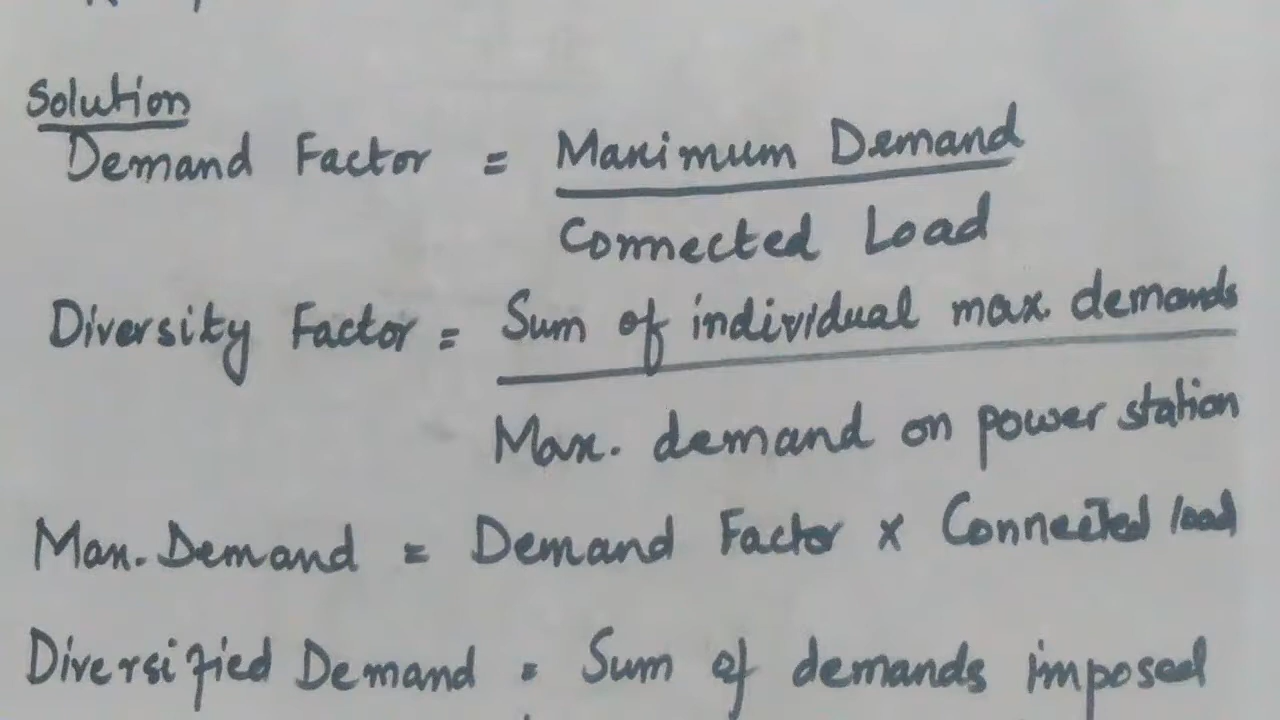 Solution
Demand Factor = Maximum Demand
Connected Load
Diversity Factor = Sum of individual max. demands
Max. demand on power station
Max. Demand = Demand Factor x Connected load
Diversified Demand = Sum of demands imposed